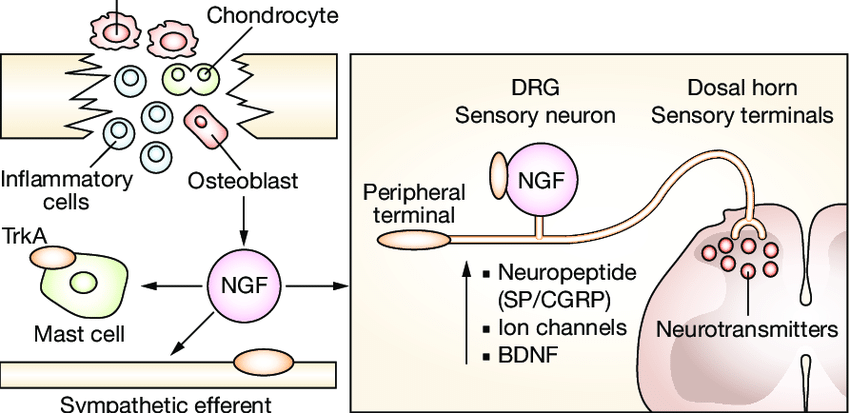 Chondrocyte
Inflammatory
cells
Osteoblast
TrkA
NGF
Mast cell
Sympathetic efferent
DRG
Sensory neuron
Dosal horn
Sensory terminals
NGF
Peripheral
terminal
▪ Neuropeptide
(SP/CGRP)
▪ Ion channels
▪ BDNF
Neurotransmitters